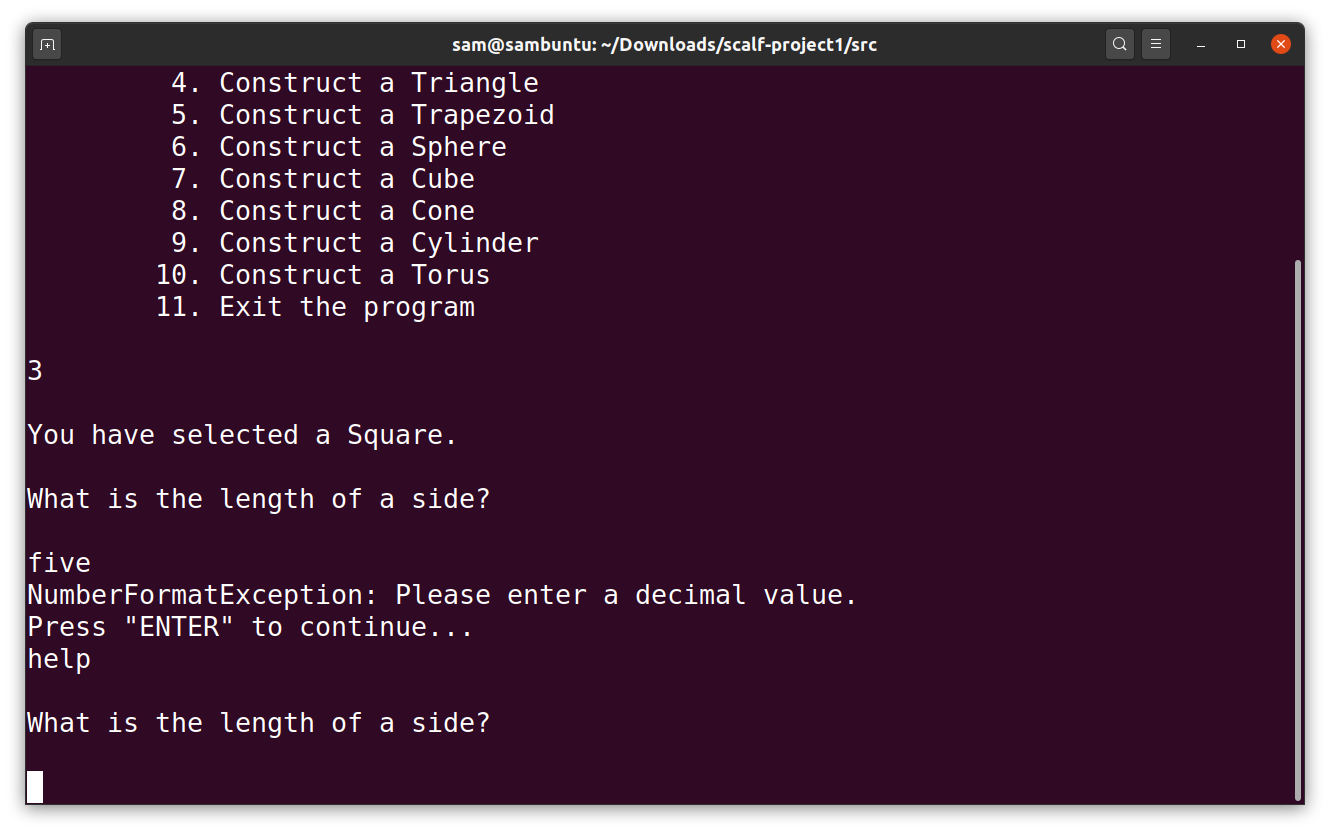 sam@sambuntu: ~/Downloads/scalf-project1/src
4. Construct a Triangle
5. Construct a Trapezoid
6. Construct a Sphere
7. Construct a Cube
8. Construct a Cone
9. Construct a Cylinder
10. Construct a Torus
11. Exit the program
3
You have selected a Square.
What is the length of a side?
five
NumberFormatException: Please enter a decimal value.
Press "ENTER" to continue...
help
What is the length of a side?